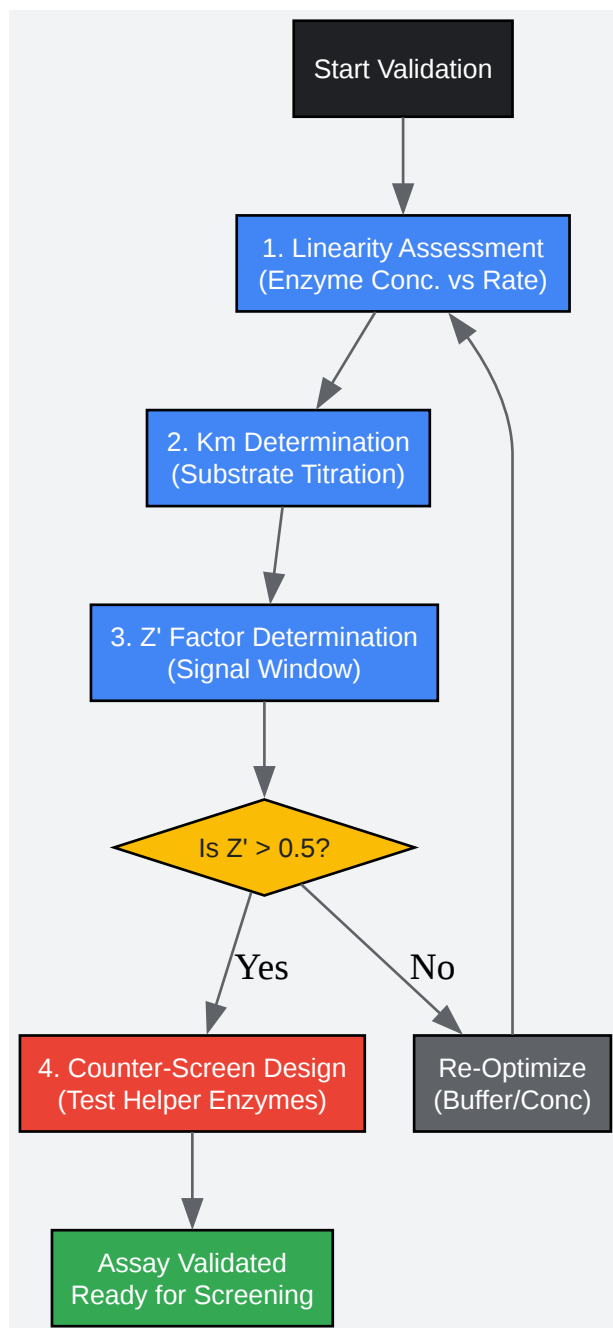 Start Validation
1. Linearity Assessment
(Enzyme Conc. vs Rate)
2. Km Determination
(Substrate Titration)
3. Z' Factor Determination
(Signal Window)
Is Z' > 0.5?
Yes
No
4. Counter-Screen Design
(Test Helper Enzymes)
Re-Optimize
(Buffer/Conc)
Assay Validated
Ready for Screening